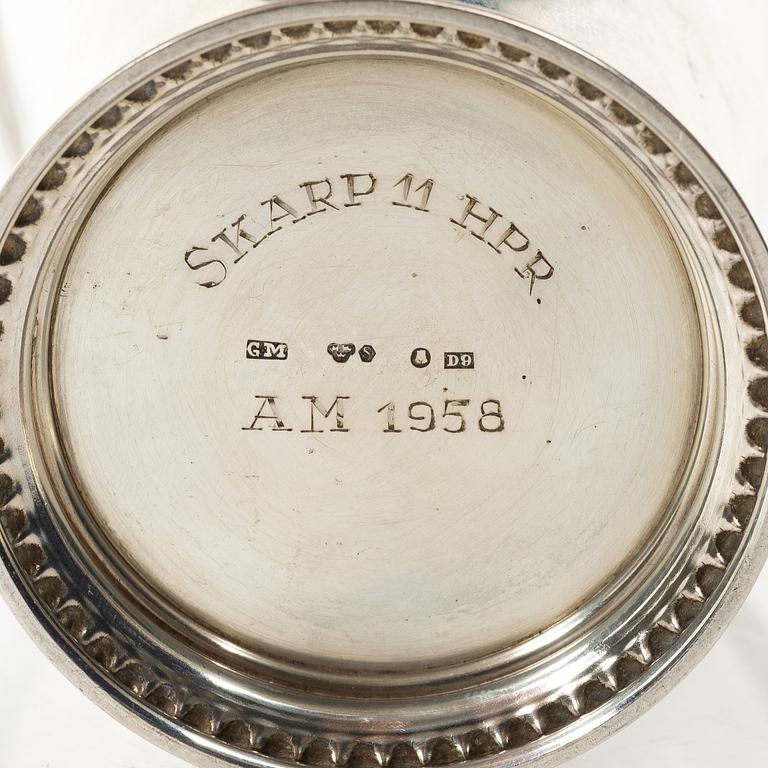 SKARP 11 HPR.
GM S A D9
AM 1958